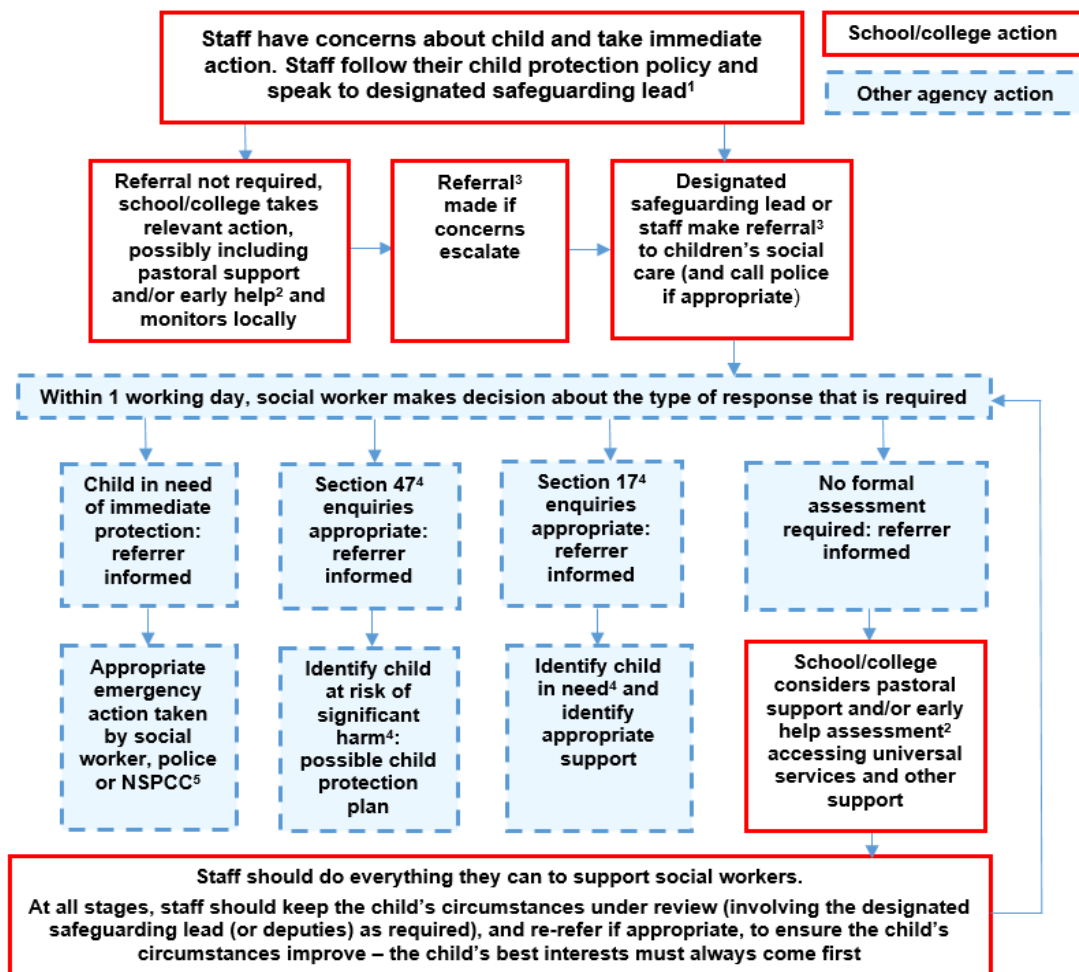 Staff have concerns about child and take immediate
action. Staff follow their child protection policy and
speak to designated safeguarding lead¹
School/college action
Other agency action
Referral not required,
school/college takes
relevant action,
possibly including
pastoral support
and/or early help² and
monitors locally
Referral³
made if
concerns
escalate
Designated
safeguarding lead or
staff make referral³
to children’s social
care (and call police
if appropriate)
Within 1 working day, social worker makes decision about the type of response that is required
Child in need
of immediate
protection:
referrer
informed
Section 47⁴
enquiries
appropriate:
referrer
informed
Section 17⁴
enquiries
appropriate:
referrer
informed
No formal
assessment
required: referrer
informed
Appropriate
emergency
action taken
by social
worker, police
or NSPCC⁵
Identify child
at risk of
significant
harm⁴:
possible child
protection
plan
Identify child
in need⁴ and
identify
appropriate
support
School/college
considers pastoral
support and/or early
help assessment²
accessing universal
services and other
support
Staff should do everything they can to support social workers.
At all stages, staff should keep the child’s circumstances under review (involving the designated
safeguarding lead (or deputies) as required), and re-refer if appropriate, to ensure the child’s
circumstances improve – the child’s best interests must always come first